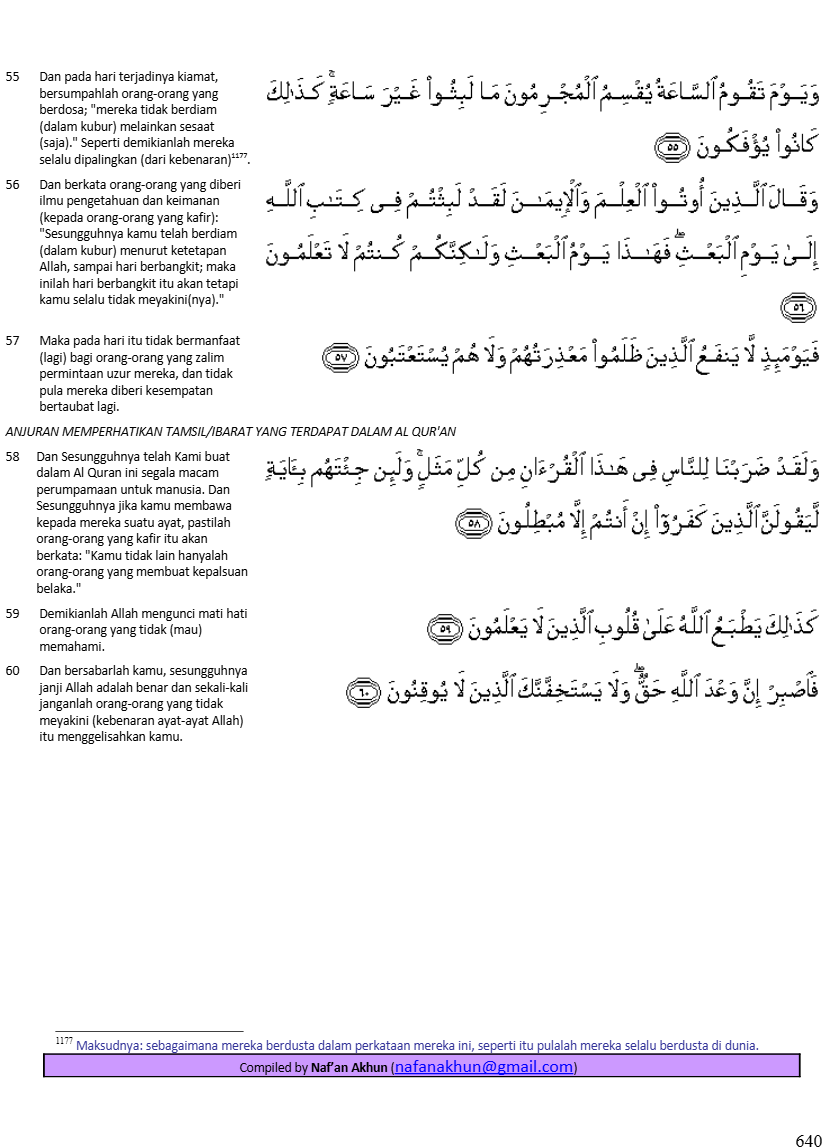 55 Dan pada hari terjadinya kiamat,
bersumpahlah orang-orang yang
berdosa; "mereka tidak berdiam
(dalam kubur) melainkan sesaat
(saja)." Seperti demikianlah mereka
selalu dipalingkan (dari kebenaran)1177.
وَيَوْمَ تَقُومُ ٱلسَّاعَةُ يُقْسِمُ ٱلْمُجْرِمُونَ مَا لَبِثُوا۟ غَيْرَ سَاعَةٍ ۚ كَذَٰلِكَ
كَانُوا۟ يُؤْفَكُونَ ٥٥
56 Dan berkata orang-orang yang diberi
ilmu pengetahuan dan keimanan
(kepada orang-orang yang kafir):
"Sesungguhnya kamu telah berdiam
(dalam kubur) menurut ketetapan
Allah, sampai hari berbangkit; maka
inilah hari berbangkit itu akan tetapi
kamu selalu tidak meyakini(nya)."
وَقَالَ ٱلَّذِينَ أُوتُوا۟ ٱلْعِلْمَ وَٱلْإِيمَـٰنَ لَقَدْ لَبِثْتُمْ فِى كِتَـٰبِ ٱللَّهِ
إِلَىٰ يَوْمِ ٱلْبَعْثِ ۖ فَهَـٰذَا يَوْمُ ٱلْبَعْثِ وَلَـٰكِنَّكُمْ كُنتُمْ لَا تَعْلَمُونَ
٥٦
57 Maka pada hari itu tidak bermanfaat
(lagi) bagi orang-orang yang zalim
permintaan uzur mereka, dan tidak
pula mereka diberi kesempatan
bertaubat lagi.
فَيَوْمَئِذٍ لَّا يَنفَعُ ٱلَّذِينَ ظَلَمُوا۟ مَعْذِرَتُهُمْ وَلَا هُمْ يُسْتَعْتَبُونَ ٥٧
ANJURAN MEMPERHATIKAN TAMSIL/IBARAT YANG TERDAPAT DALAM AL QUR'AN
58 Dan Sesungguhnya telah Kami buat
dalam Al Quran ini segala macam
perumpamaan untuk manusia. Dan
Sesungguhnya jika kamu membawa
kepada mereka suatu ayat, pastilah
orang-orang yang kafir itu akan
berkata: "Kamu tidak lain hanyalah
orang-orang yang membuat kepalsuan
belaka."
وَلَقَدْ ضَرَبْنَا لِلنَّاسِ فِى هَـٰذَا ٱلْقُرْءَانِ مِن كُلِّ مَثَلٍ ۚ وَلَئِن جِئْتَهُم بِـَٔايَةٍ
لَّيَقُولَنَّ ٱلَّذِينَ كَفَرُوٓا۟ إِنْ أَنتُمْ إِلَّا مُبْطِلُونَ ٥٨
59 Demikianlah Allah mengunci mati hati
orang-orang yang tidak (mau)
memahami.
كَذَٰلِكَ يَطْبَعُ ٱللَّهُ عَلَىٰ قُلُوبِ ٱلَّذِينَ لَا يَعْلَمُونَ ٥٩
60 Dan bersabarlah kamu, sesungguhnya
janji Allah adalah benar dan sekali-kali
janganlah orang-orang yang tidak
meyakini (kebenaran ayat-ayat Allah)
itu menggelisahkan kamu.
فَٱصْبِرْ إِنَّ وَعْدَ ٱللَّهِ حَقٌّ ۖ وَلَا يَسْتَخِفَّنَّكَ ٱلَّذِينَ لَا يُوقِنُونَ ٦٠
1177 Maksudnya: sebagaimana mereka berdusta dalam perkataan mereka ini, seperti itu pulalah mereka selalu berdusta di dunia.
Compiled by Naf'an Akhun (nafanakhun@gmail.com)
640